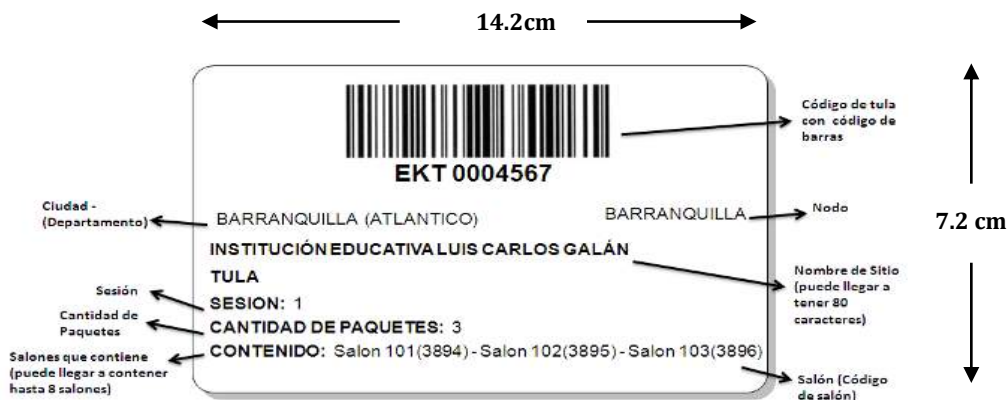 14.2cm
Código de tula
con código de
barras
EKT 0004567
Ciudad -
(Departamento)
BARRANQUILLA (ATLANTICO)
BARRANQUILLA
Nodo
7.2 cm
INSTITUCIÓN EDUCATIVA LUIS CARLOS GALÁN
TULA
Nombre de Sitio
(puede llegar a
tener 80
caracteres)
Sesión
SESION: 1
Cantidad de
Paquetes
CANTIDAD DE PAQUETES: 3
Salones que contiene
(puede llegar a contener
hasta 8 salones)
CONTENIDO: Salon 101(3894) - Salon 102(3895) - Salon 103(3896)
Salón (Código
de salón)